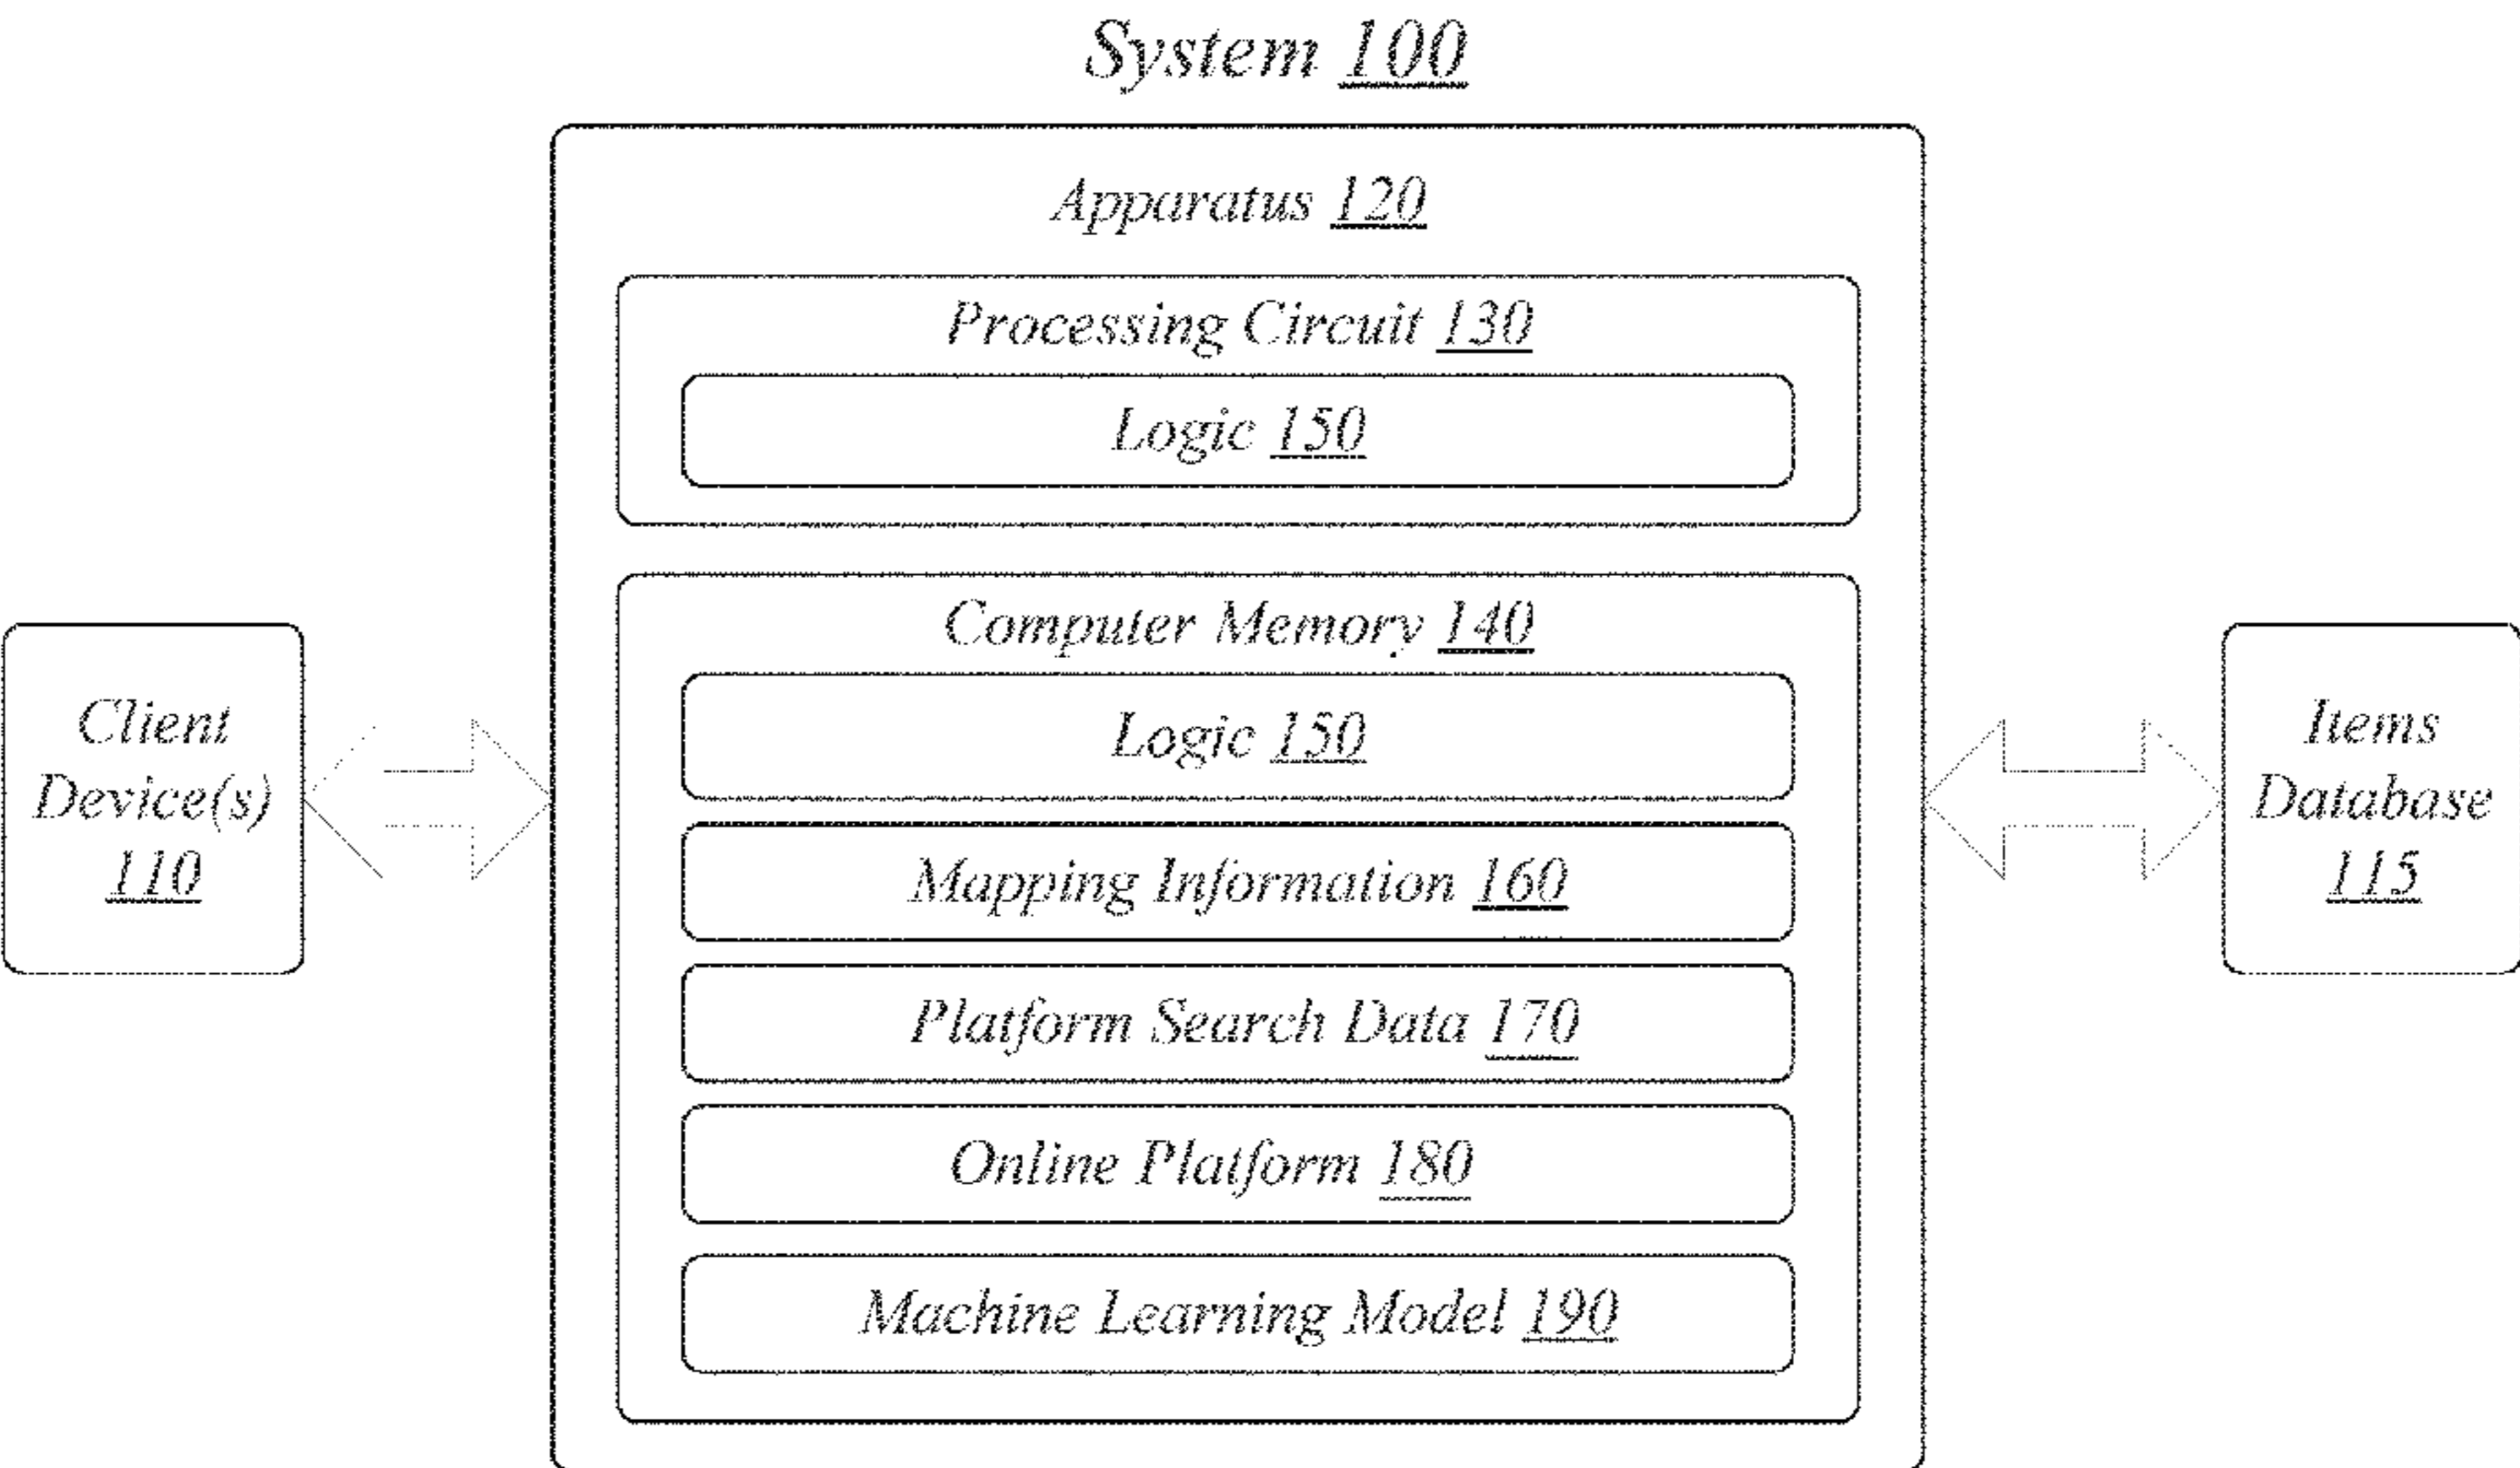 System 100
Apparatus 120
Processing Circuit 130
Logic 150
Computer Memory 140
Logic 150
Mapping Information 160
Platform Search Data 170
Online Platform 180
Machine Learning Model 190
Client
Device(s)
110
Items
Database
115